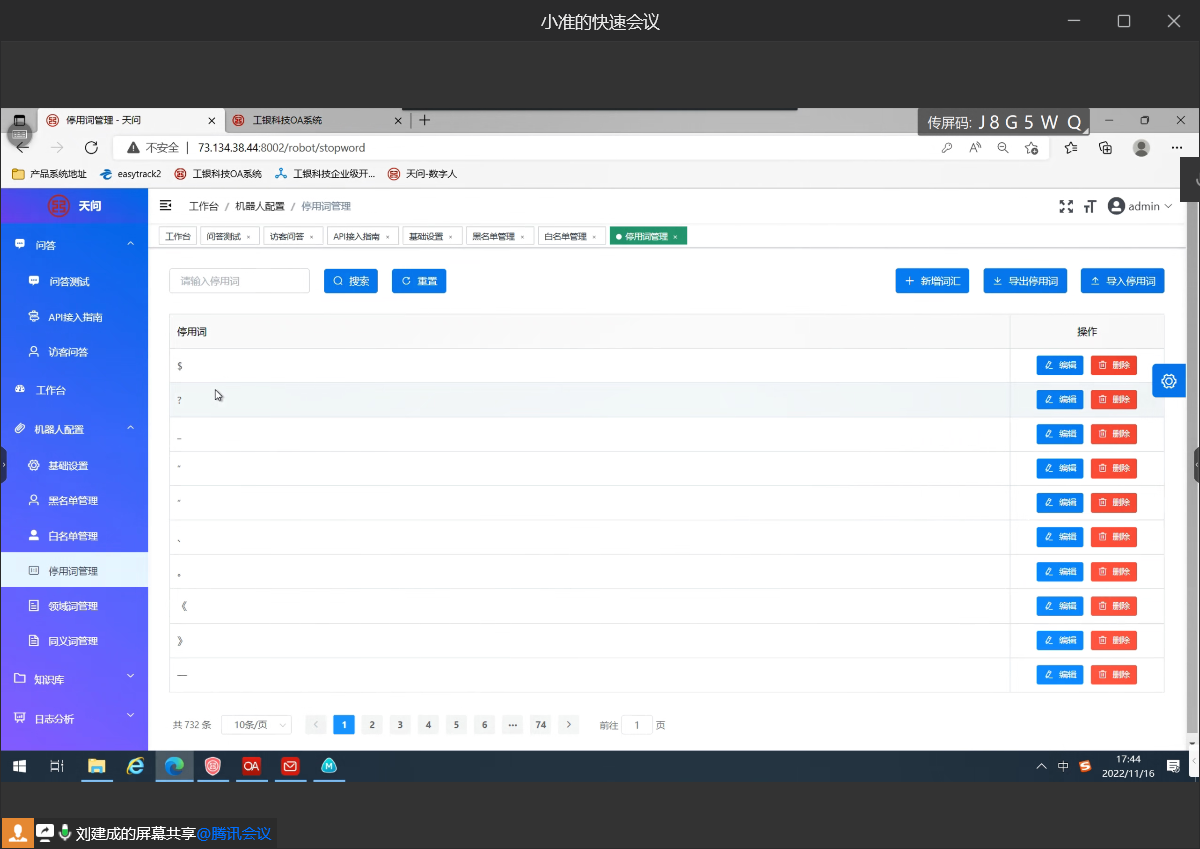 小准的快速会议
停用词管理 - 天问
工银科技OA系统
传屏码: J8G5WQ
不安全 | 73.134.38.44:8002/robot/stopword
产品系统地址 easytrack2 工银科技OA系统 工银科技企业级开... 天问-数字人
天问
工作台 / 机器人配置 / 停用词管理
admin
工作台 问答测试 × 访客问答 × API接入指南 × 基础设置 × 黑名单管理 × 白名单管理 × 停用词管理 ×
问答
问答测试
API接入指南
访客问答
工作台
机器人配置
基础设置
黑名单管理
白名单管理
停用词管理
领域词管理
同义词管理
知识库
日志分析
请输入停用词 搜索 重置 新增词汇 导出停用词 导入停用词
停用词 操作
$ 编辑 删除
? 编辑 删除
_ 编辑 删除
“ 编辑 删除
” 编辑 删除
、 编辑 删除
。 编辑 删除
《 编辑 删除
》 编辑 删除
一 编辑 删除
共 732 条 10条/页 1 2 3 4 5 6 ... 74 前往 1 页
OA
中
17:44
2022/11/16
刘建成的屏幕共享@腾讯会议